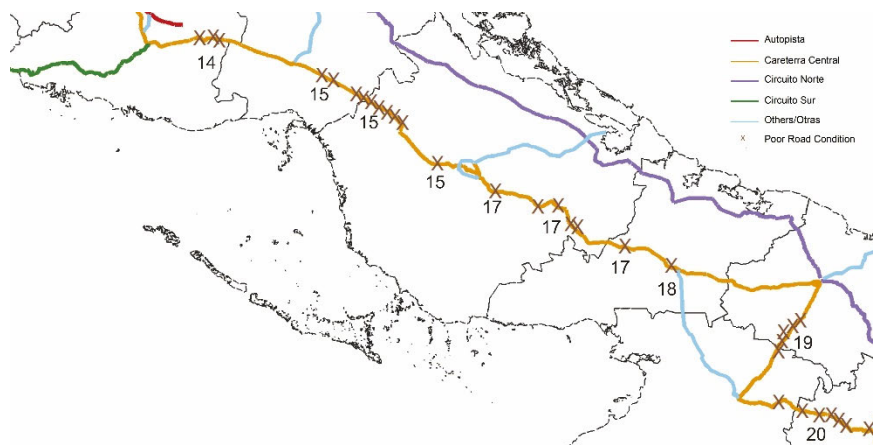 Autopista
Careterra Central
Circuito Norte
Circuito Sur
Others/Otras
Poor Road Condition
14
15
15
15
17
17
17
18
19
20